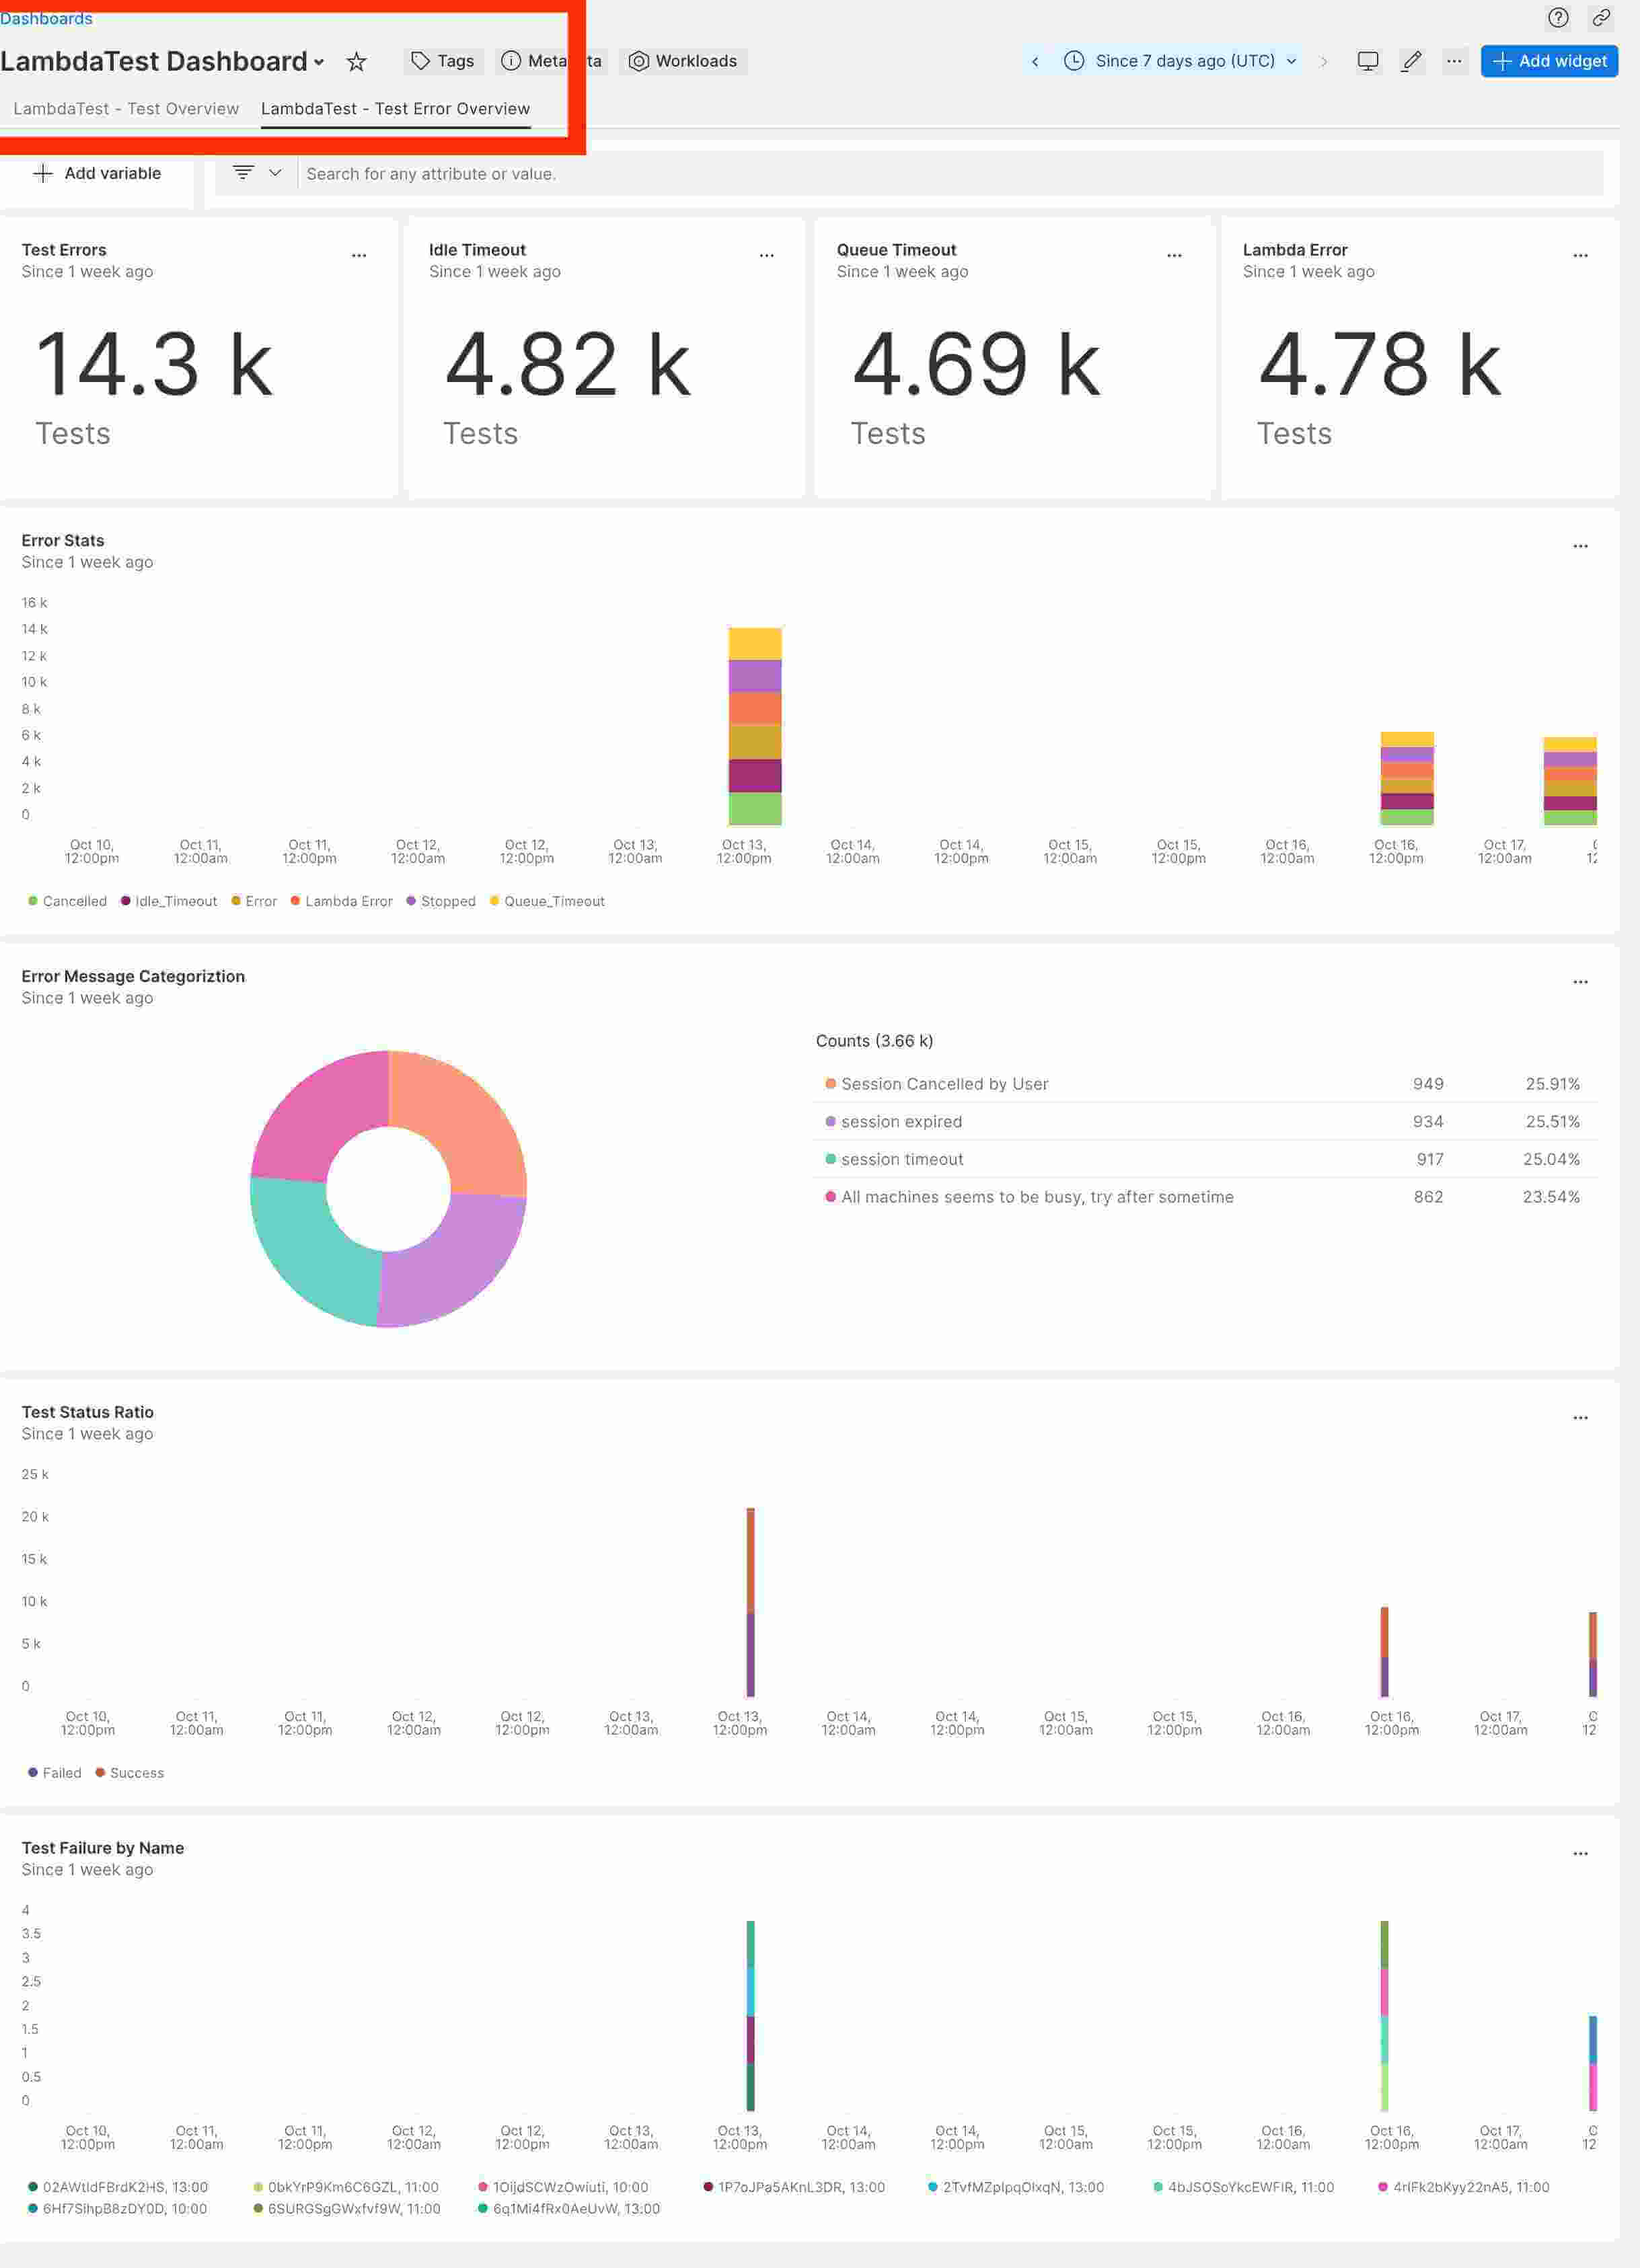 Dashboards
LambdaTest Dashboard
Tags
Workloads
Since 7 days ago (UTC)
Add widget
LambdaTest - Test Overview
LambdaTest - Test Error Overview
Add variable
Search for any attribute or value.
Test Errors
Since 1 week ago
14.3 k
Tests
Idle Timeout
Since 1 week ago
4.82 k
Tests
Queue Timeout
Since 1 week ago
4.69 k
Tests
Lambda Error
Since 1 week ago
4.78 k
Tests
Error Stats
Since 1 week ago
16 k
14 k
12 k
10 k
8 k
6 k
4 k
2 k
0
Oct 10, Oct 11, Oct 11, Oct 12, Oct 12, Oct 13, Oct 13, Oct 14, Oct 14, Oct 15, Oct 15, Oct 16, Oct 16, Oct 17,
12:00pm 12:00am 12:00pm 12:00am 12:00pm 12:00am 12:00pm 12:00am 12:00pm 12:00am 12:00pm 12:00am 12:00pm 12:00am
Cancelled Idle_Timeout Error Lambda Error Stopped Queue_Timeout
Error Message Categoriztion
Since 1 week ago
Counts (3.66 k)
Session Cancelled by User 949 25.91%
session expired 934 25.51%
session timeout 917 25.04%
All machines seems to be busy, try after sometime 862 23.54%
Test Status Ratio
Since 1 week ago
25 k
20 k
15 k
10 k
5 k
0
Oct 10, Oct 11, Oct 11, Oct 12, Oct 12, Oct 13, Oct 13, Oct 14, Oct 14, Oct 15, Oct 15, Oct 16, Oct 16, Oct 17,
12:00pm 12:00am 12:00pm 12:00am 12:00pm 12:00am 12:00pm 12:00am 12:00pm 12:00am 12:00pm 12:00am 12:00pm 12:00am 12
Failed Success
Test Failure by Name
Since 1 week ago
4
3.5
3
2.5
2
1.5
1
0.5
0
Oct 10, Oct 11, Oct 11, Oct 12, Oct 12, Oct 13, Oct 13, Oct 14, Oct 14, Oct 15, Oct 15, Oct 16, Oct 16, Oct 17,
12:00pm 12:00am 12:00pm 12:00am 12:00pm 12:00am 12:00pm 12:00am 12:00pm 12:00am 12:00pm 12:00am 12:00pm 12:00am 12
13:00 0bkYrP9Km6C6GZL, 11:00 10:00 1P7oJPa5AKnL3DR, 13:00 13:00 11:00 11:00
10:00 6SURGSgGWxfvf9W, 11:00 6q1Mi4fRx0AeUvW, 13:00